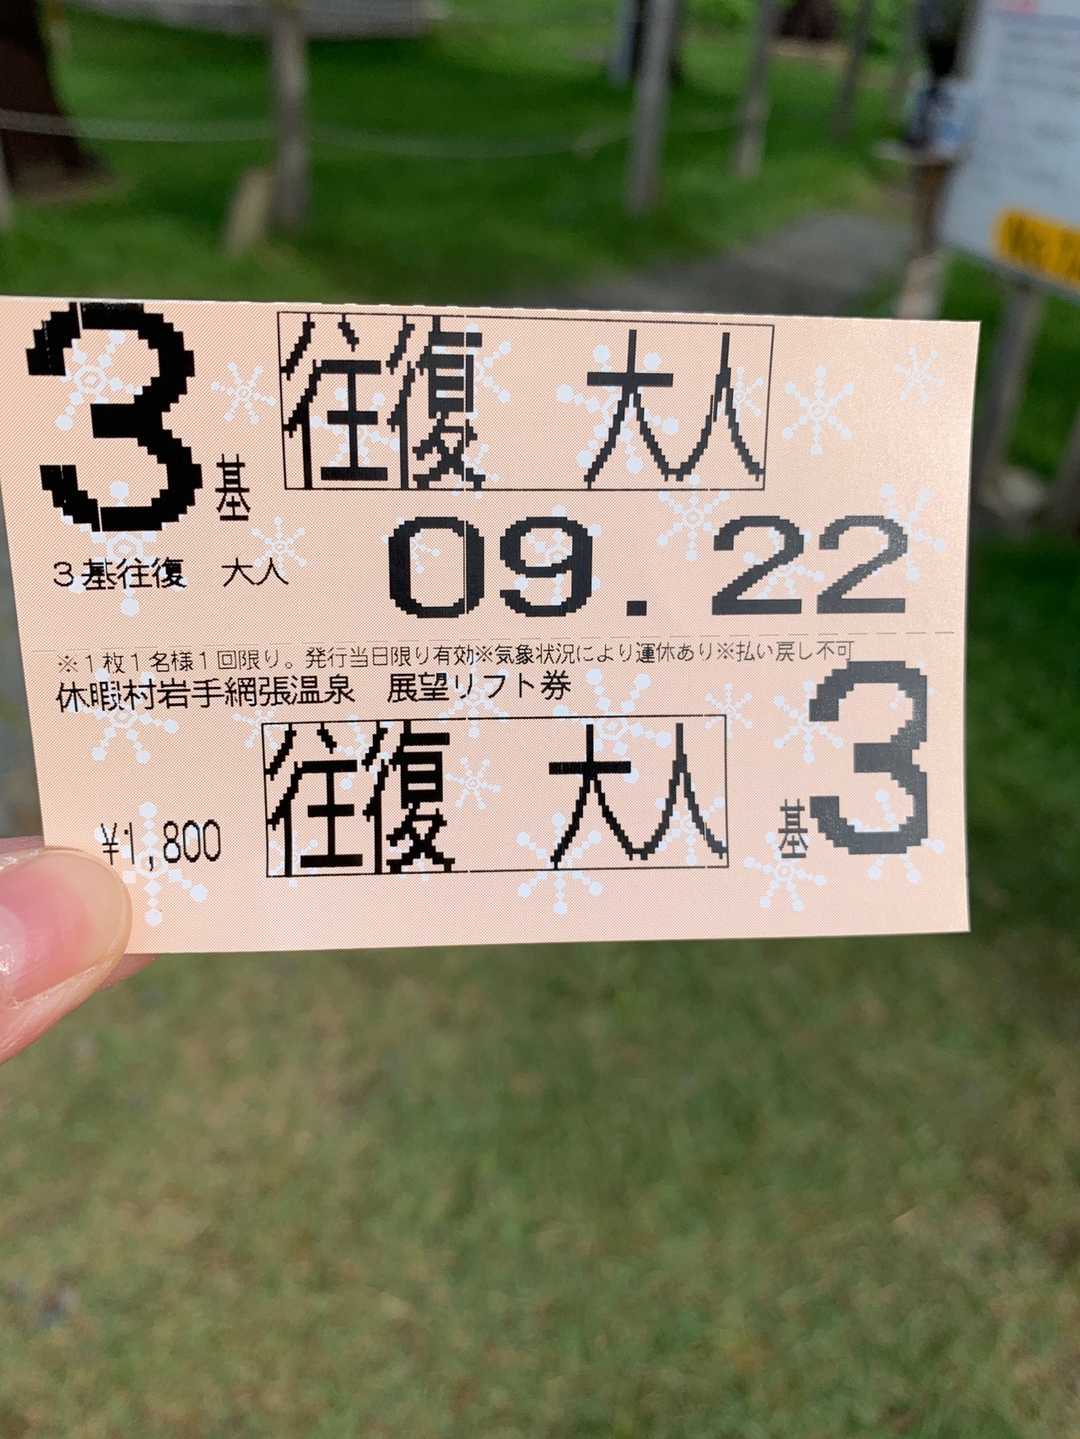 3基 往復 大人
3基往復 大人 09.22
※1枚1名様1回限り。発行当日限り有効※気象状況により運休あり※払い戻し不可
休暇村岩手網張温泉 展望リフト券
¥1,800 往復 大人 基3